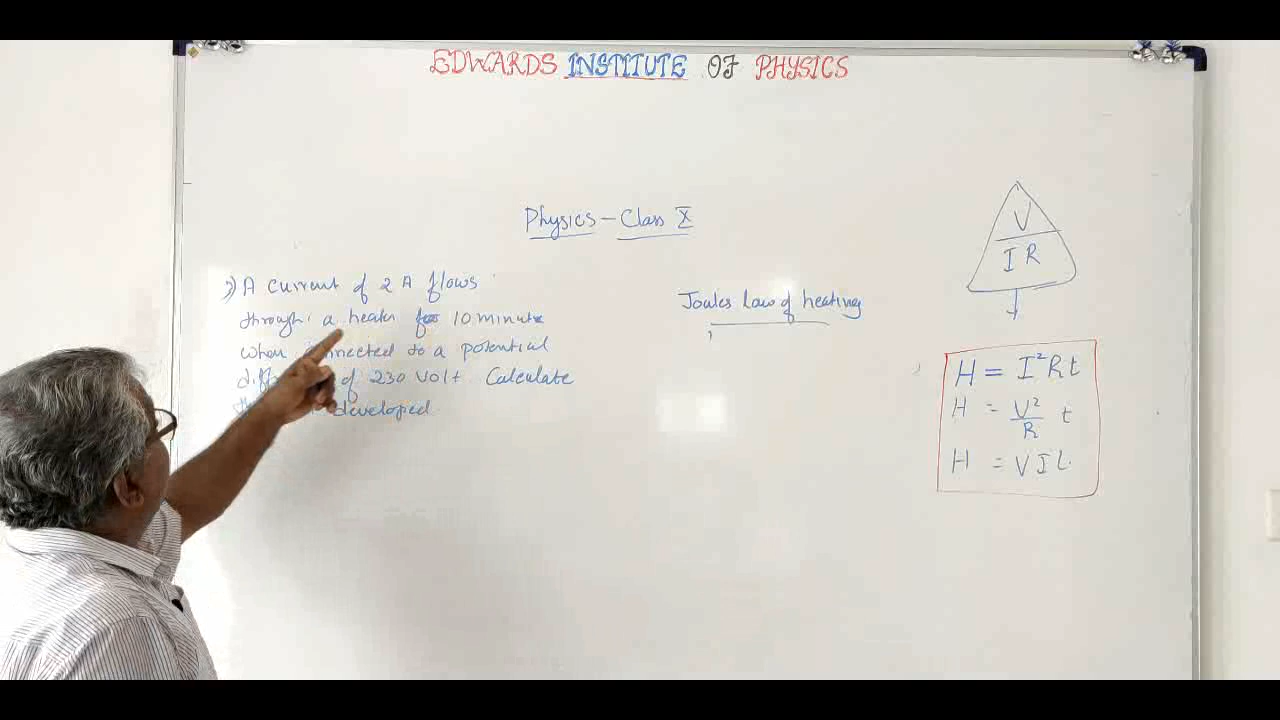 EDWARDS INSTITUTE OF PHYSICS
Physics - Class X
2) A current of 2 A flows
through a heater for 10 minute
when connected to a potential
of 230 Volt Calculate
developed
Joules Law of heating
V
I R
H = I²Rt
H = V²/R t
H = VIt